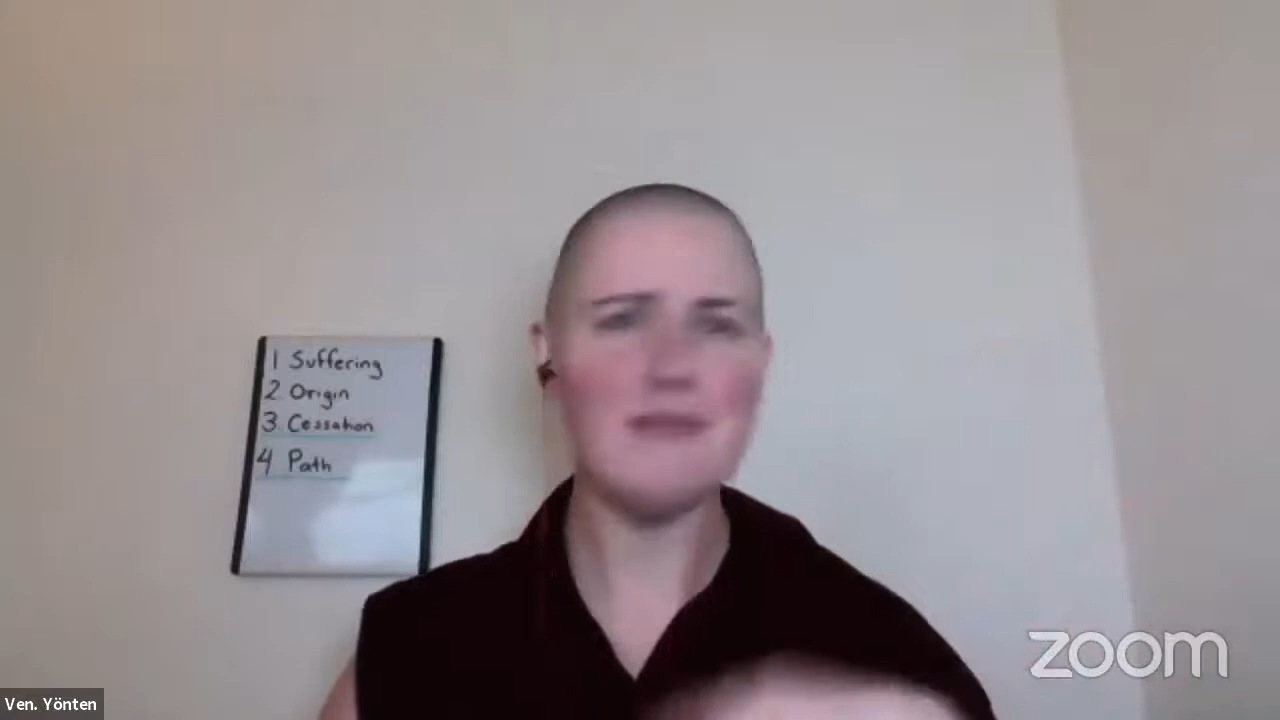 1 Suffering
2. Origin
3. Cessation
4 Path
zoom
Ven. Yönten